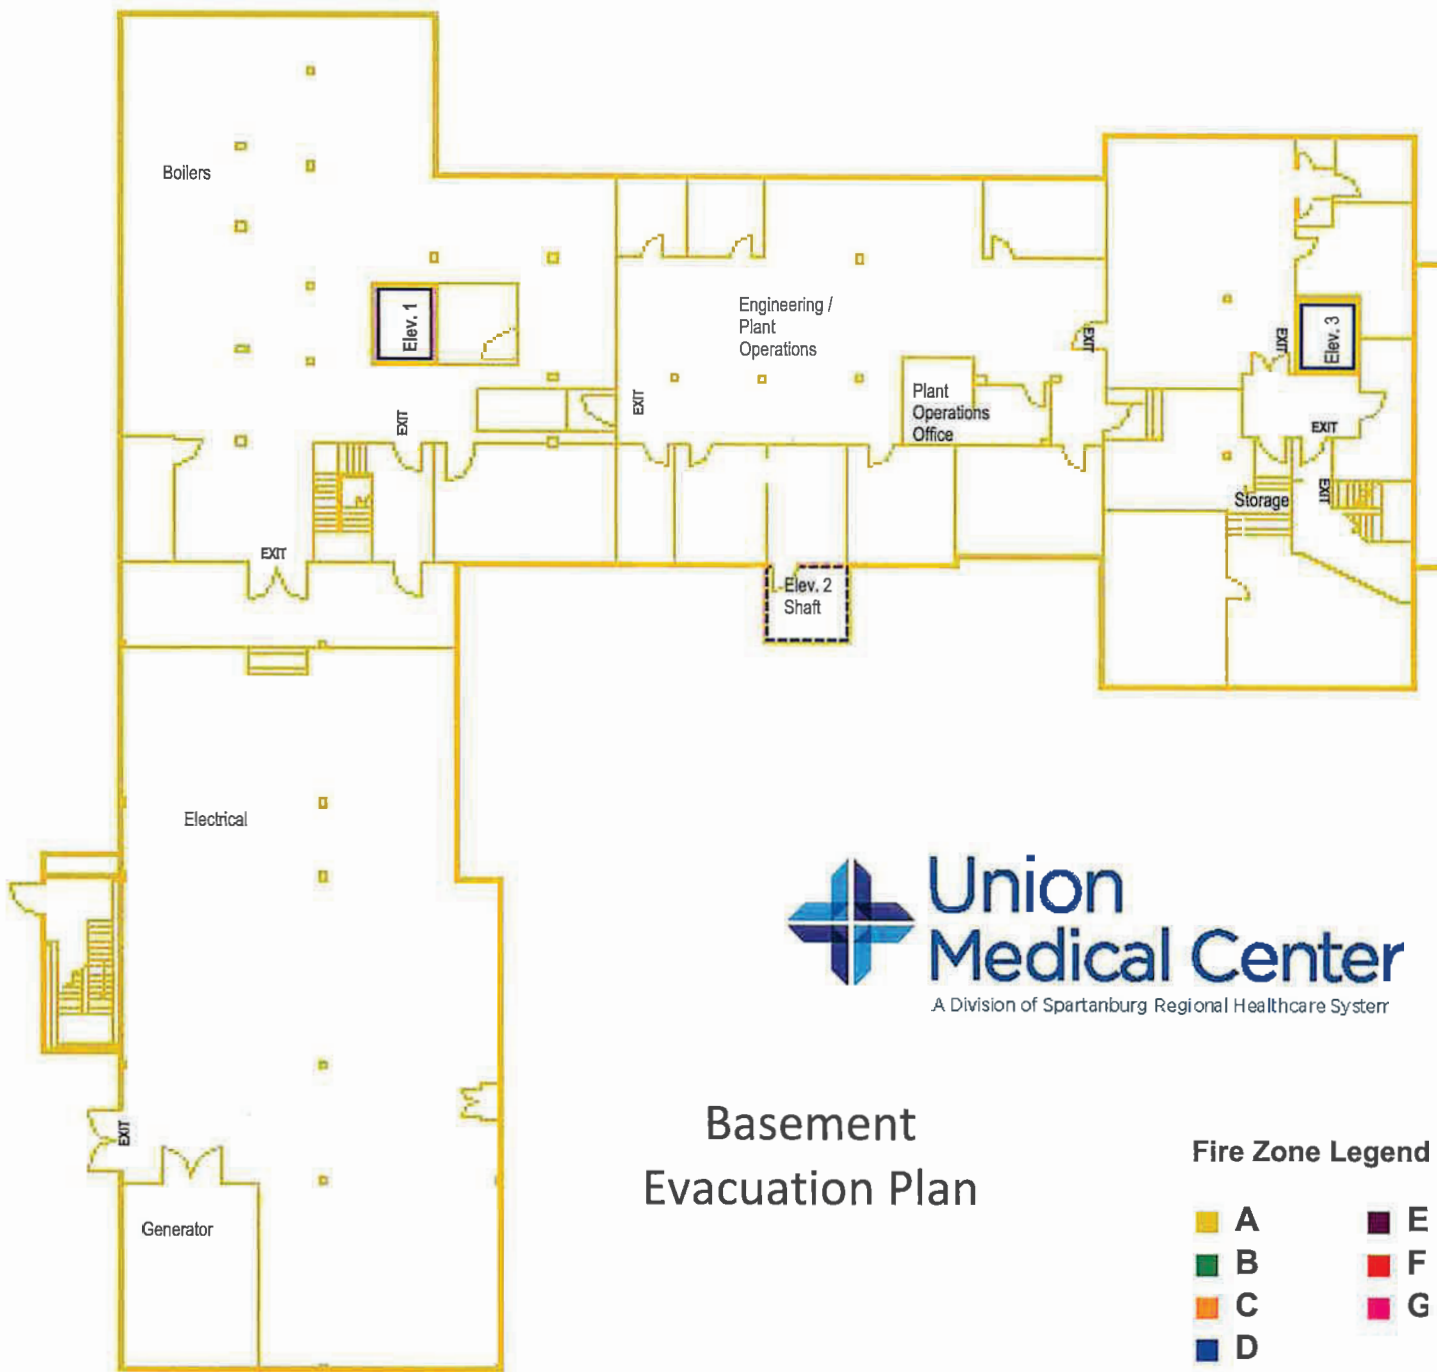 Boilers
Elev. 1
Engineering /
Plant
Operations
EXIT
EXIT
Elev. 3
EXIT
EXIT
Plant
Operations
Office
EXIT
EXIT
EXIT
Storage
EXIT
Elev. 2
Shaft
Electrical
Union
Medical Center
A Division of Spartanburg Regional Healthcare System
EXIT
Basement
Evacuation Plan
Generator
Fire Zone Legend
A
E
B
F
C
G
D